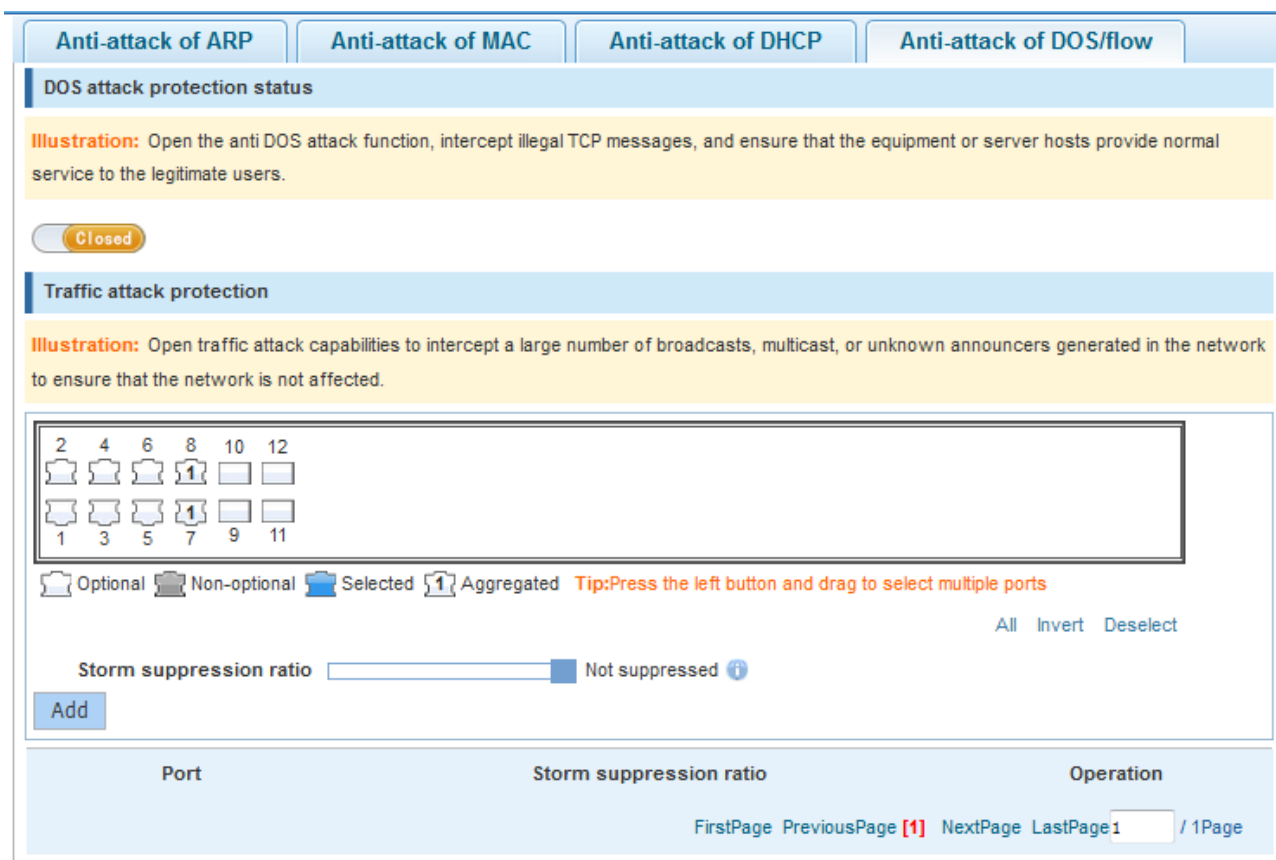 Anti-attack of ARP Anti-attack of MAC Anti-attack of DHCP Anti-attack of DOS/flow
DOS attack protection status
Illustration: Open the anti DOS attack function, intercept illegal TCP messages, and ensure that the equipment or server hosts provide normal
service to the legitimate users.
Closed
Traffic attack protection
Illustration: Open traffic attack capabilities to intercept a large number of broadcasts, multicast, or unknown announcers generated in the network
to ensure that the network is not affected.
2 4 6 8 10 12
1
1
1 3 5 7 9 11
Optional Non-optional Selected 1 Aggregated Tip:Press the left button and drag to select multiple ports
All Invert Deselect
Storm suppression ratio Not suppressed i
Add
Port Storm suppression ratio Operation
FirstPage PreviousPage [1] NextPage LastPage 1 / 1Page